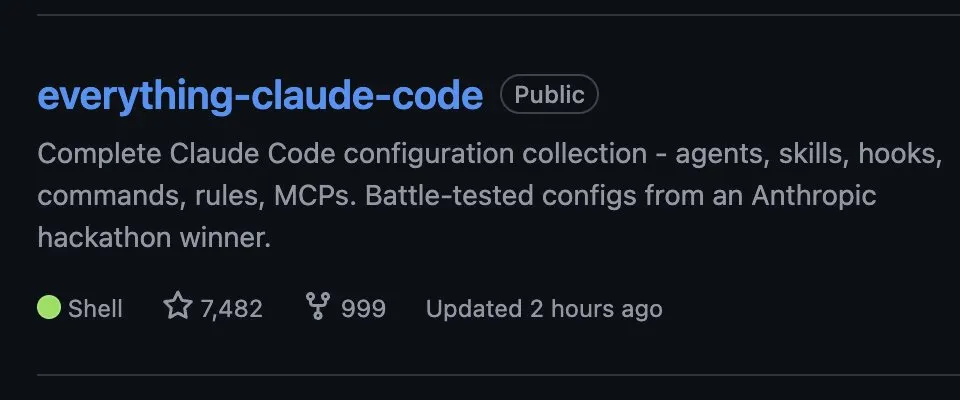 everything-claude-code Public
Complete Claude Code configuration collection - agents, skills, hooks,
commands, rules, MCPs. Battle-tested configs from an Anthropic
hackathon winner.
Shell 7,482 999 Updated 2 hours ago